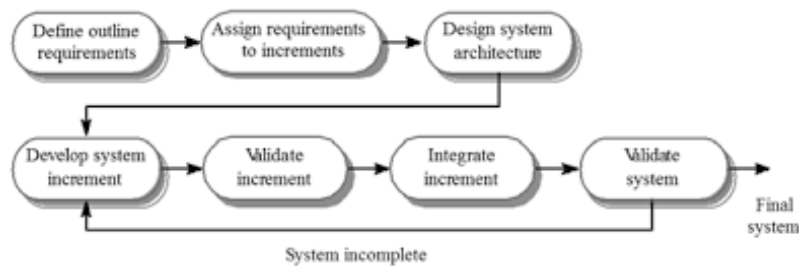 Define outline
requirements
Assign requirements
to increments
Design system
architecture
Develop system
increment
Validate
increment
Integrate
increment
Validate
system
Final
system
System incomplete